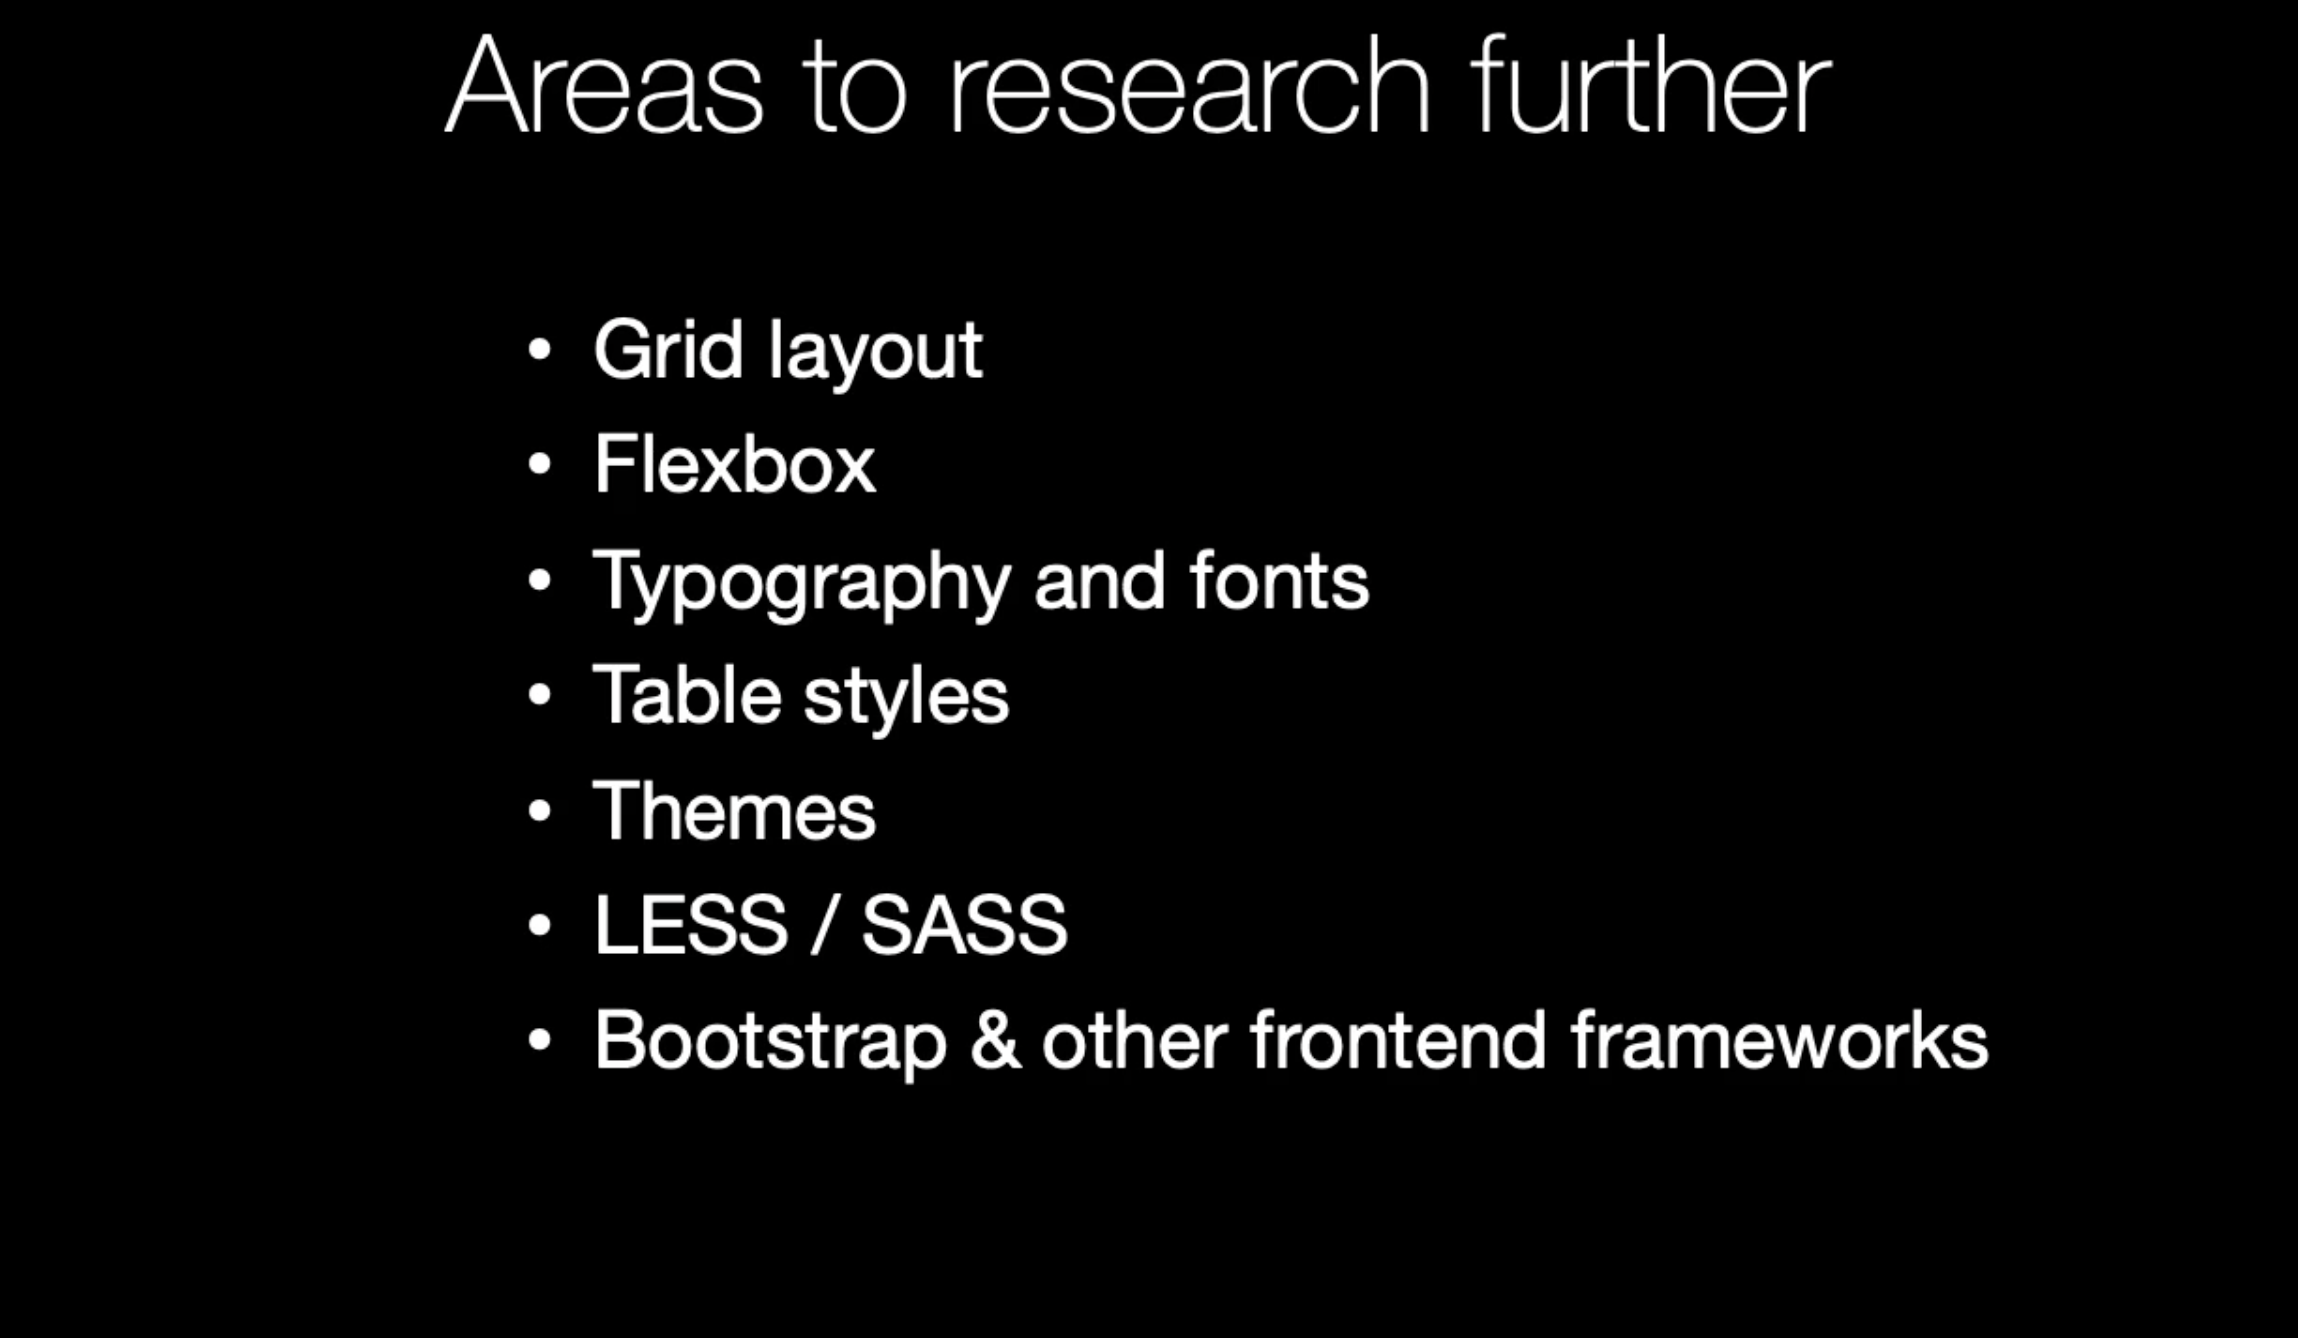 Areas to research further
• Grid layout
• Flexbox
• Typography and fonts
• Table styles
• Themes
• LESS / SASS
• Bootstrap & other frontend frameworks